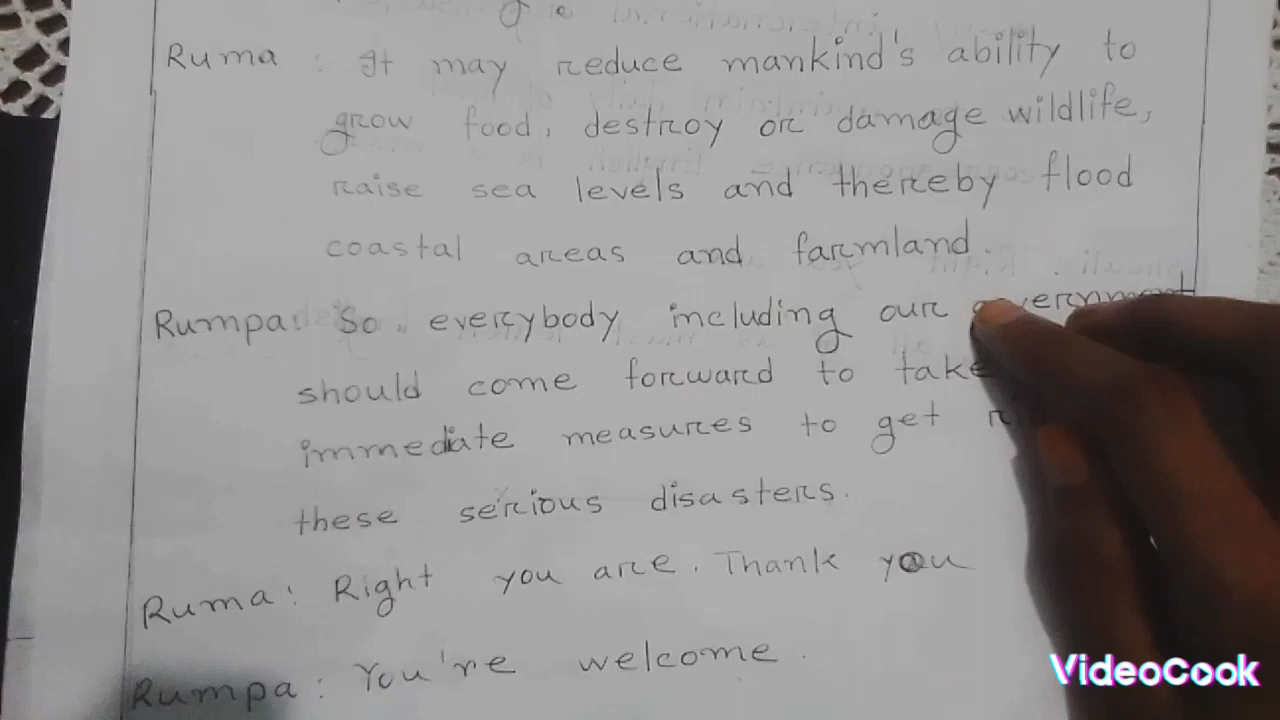 Ruma : It may reduce mankind's ability to
grow food, destroy or damage wildlife,
raise sea levels and thereby flood
coastal areas and farmland.
Rumpa: So, everybody including our government
should come forward to take
immediate measures to get
these serious disasters.
Ruma: Right you are. Thank you
Rumpa: You're welcome.
VideoCook